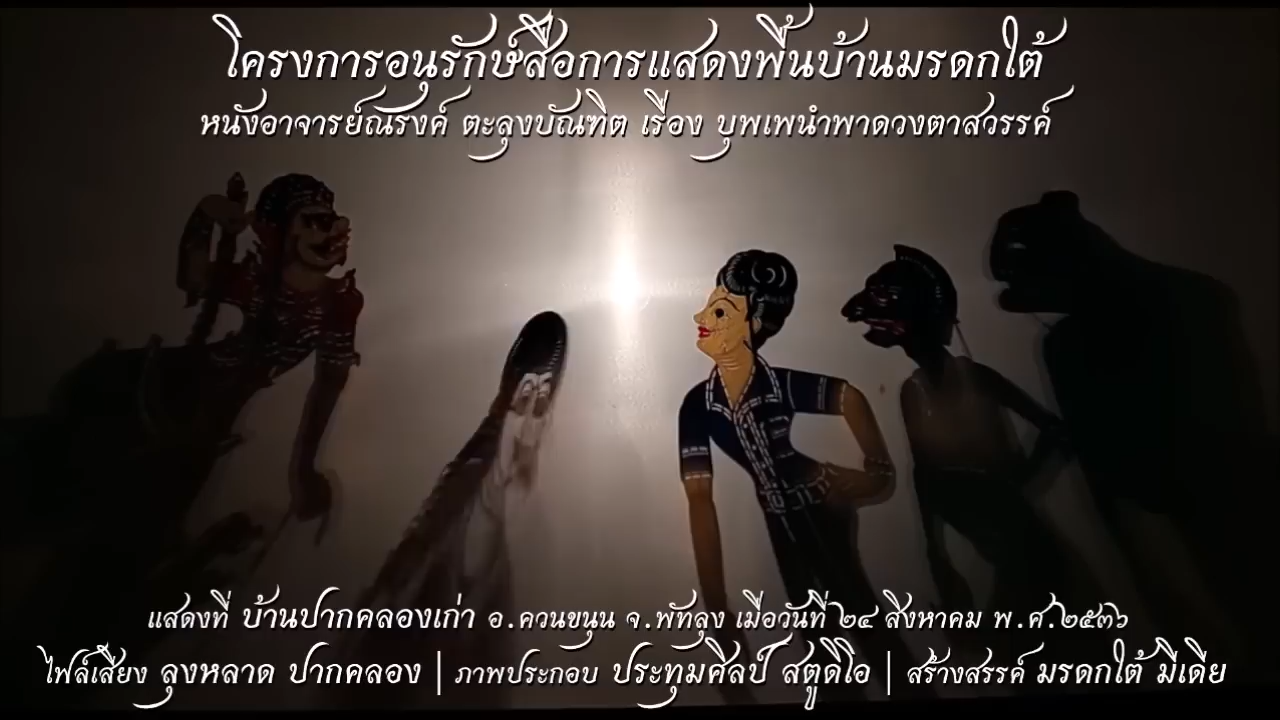 โครงการอนุรักษ์สื่อการแสดงพื้นบ้านมรดกใต้
หนังอาจารย์ณรงค์ ตะลุงบัณฑิต เรื่อง บุพเพนำพาดวงตาสวรรค์
แสดงที่ บ้านปากคลองเก่า อ.ควนขนุน จ.พัทลุง เมื่อวันที่ ๒๔ สิงหาคม พ.ศ.๒๕๓๖
ไฟล์เสียง ลุงหลาด ปากคลอง | ภาพประกอบ ประทุมศิลป์ สตูดิโอ | สร้างสรรค์ มรดกใต้ มีเดีย